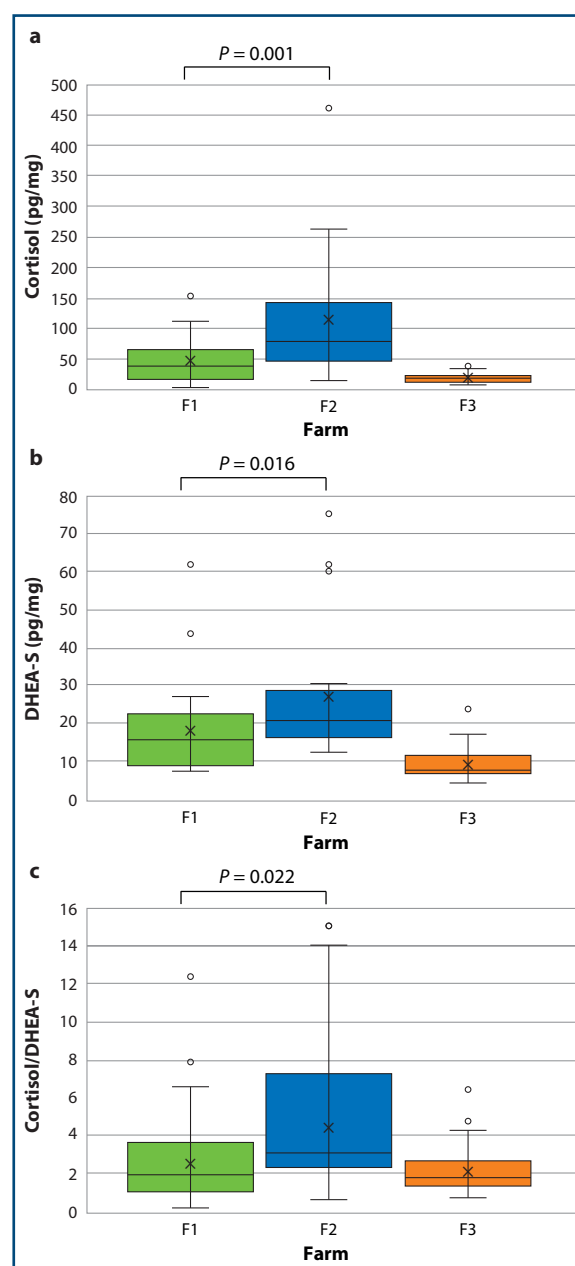 a
P = 0.001
500
450
400
350
300
250
200
150
100
50
0
Cortisol (pg/mg)
F1 F2 F3
Farm
b
P = 0.016
80
70
60
50
40
30
20
10
0
DHEA-S (pg/mg)
F1 F2 F3
Farm
c
P = 0.022
16
14
12
10
8
6
4
2
0
Cortisol/DHEA-S
F1 F2 F3
Farm